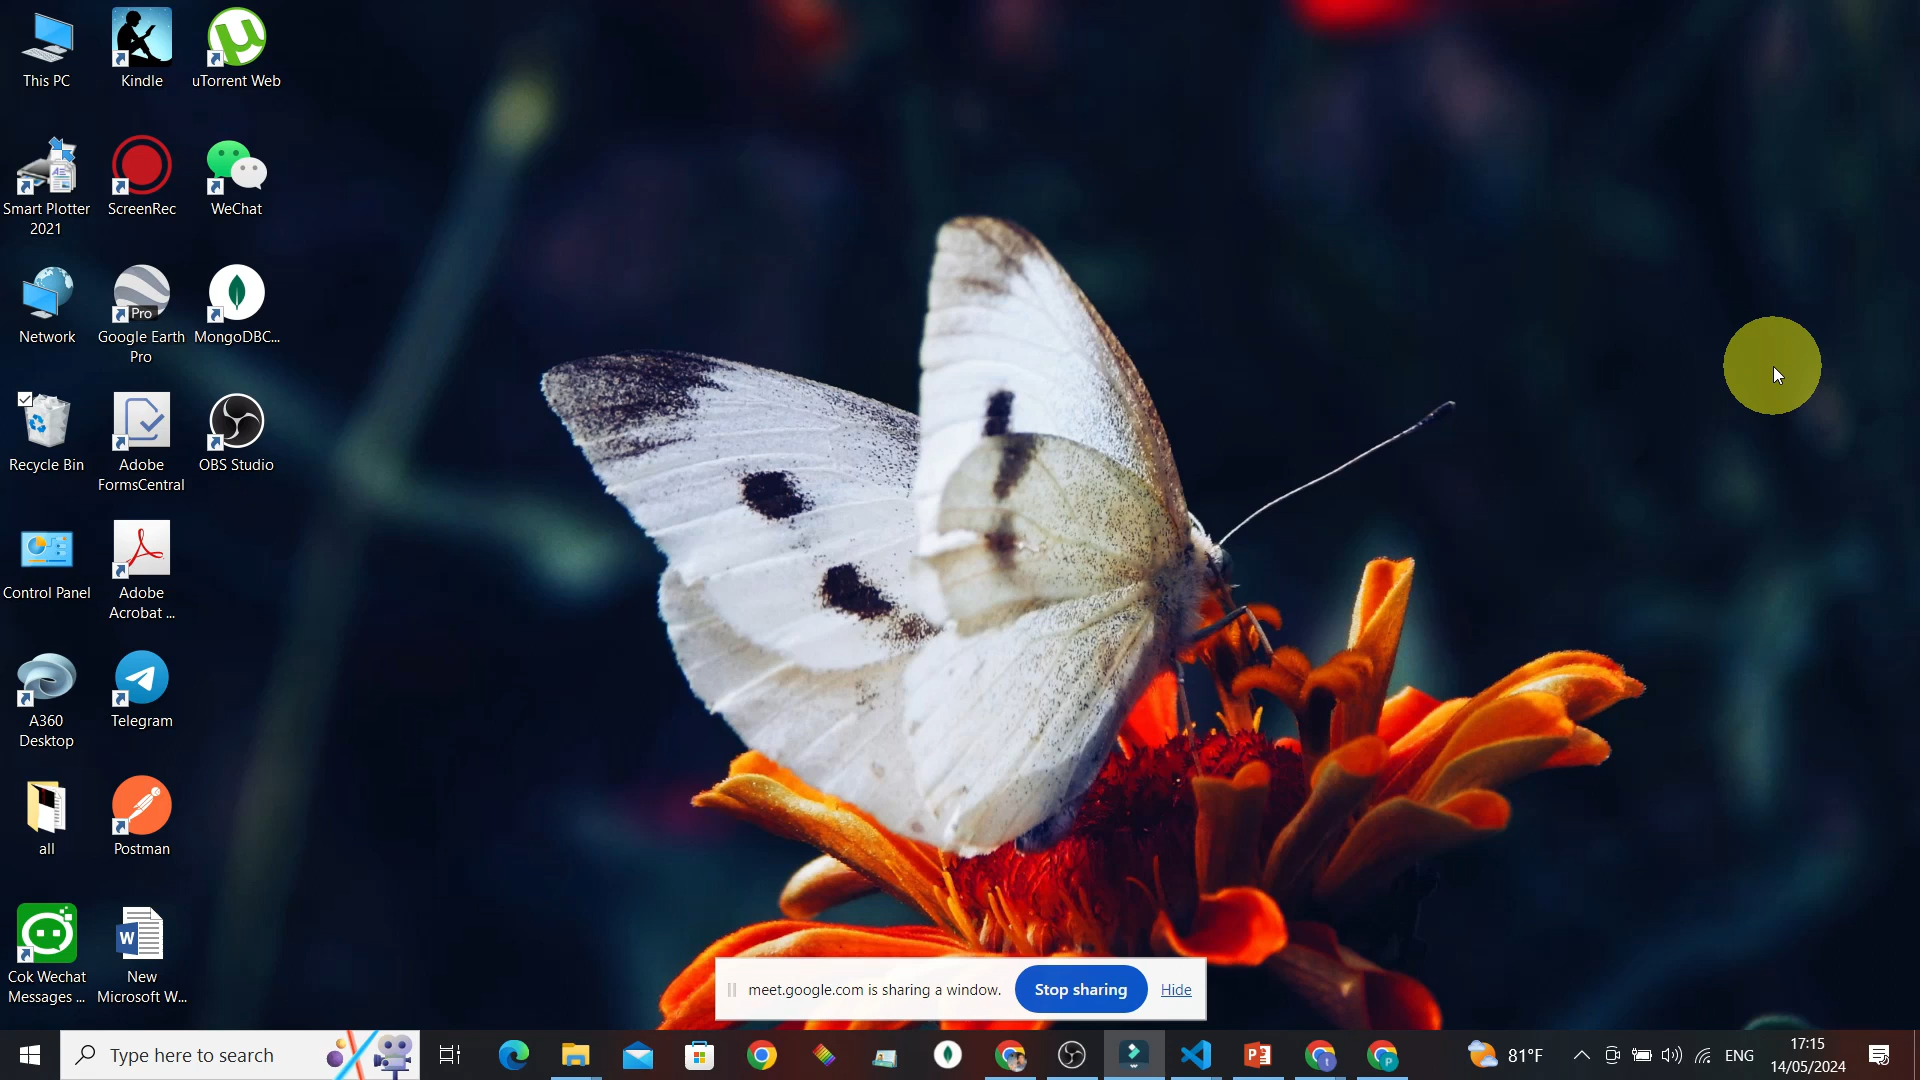 This PC
Kindle
uTorrent Web
Smart Plotter
2021
ScreenRec
WeChat
Network
Pro
Google Earth
Pro
MongoDBC...
Recycle Bin
Adobe
FormsCentral
OBS Studio
Control Panel
Adobe
Acrobat ...
A360
Desktop
Telegram
all
Postman
Cok Wechat
Messages ...
W
New
Microsoft W...
meet.google.com is sharing a window.
Stop sharing
Hide
Type here to search
81°F
ENG
17:15
14/05/2024